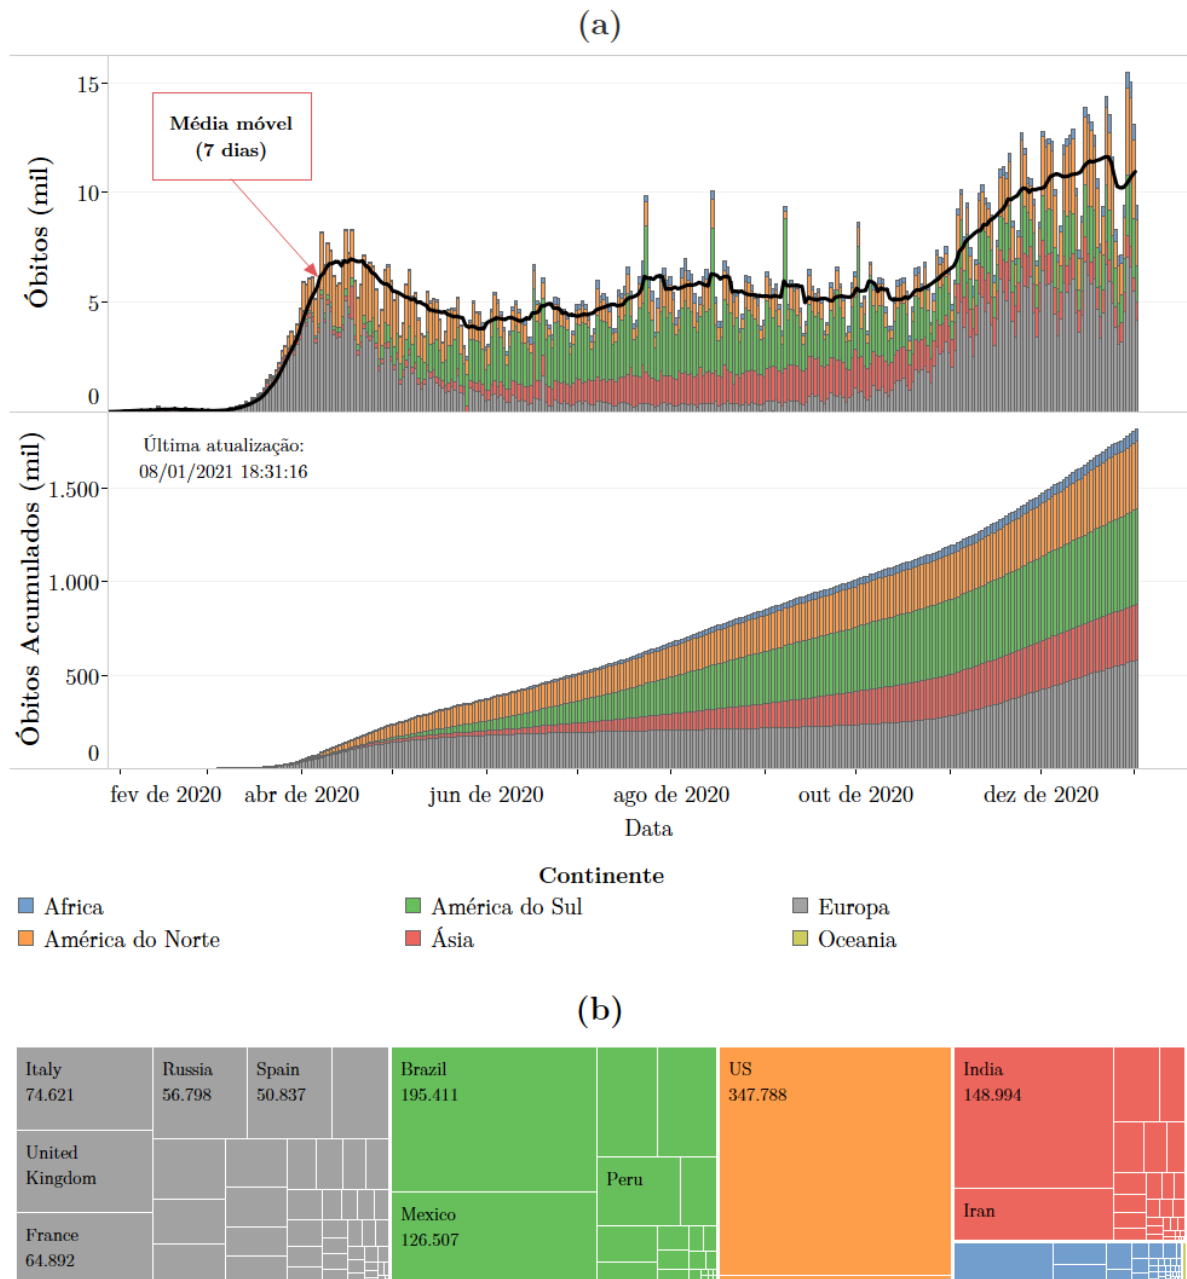 (a)
15
Média móvel
(7 dias)
10
Óbitos (mil)
5
0
Última atualização:
08/01/2021 18:31:16
Óbitos Acumulados (mil)
1.500
1.000
500
0
fev de 2020 abr de 2020 jun de 2020 ago de 2020 out de 2020 dez de 2020
Data
Continente
Africa América do Sul Europa
América do Norte Ásia Oceania
(b)
Italy Russia Spain Brazil US India
74.621 56.798 50.837 195.411 347.788 148.994
United
Kingdom
Peru
Mexico Iran
France 126.507
64.892